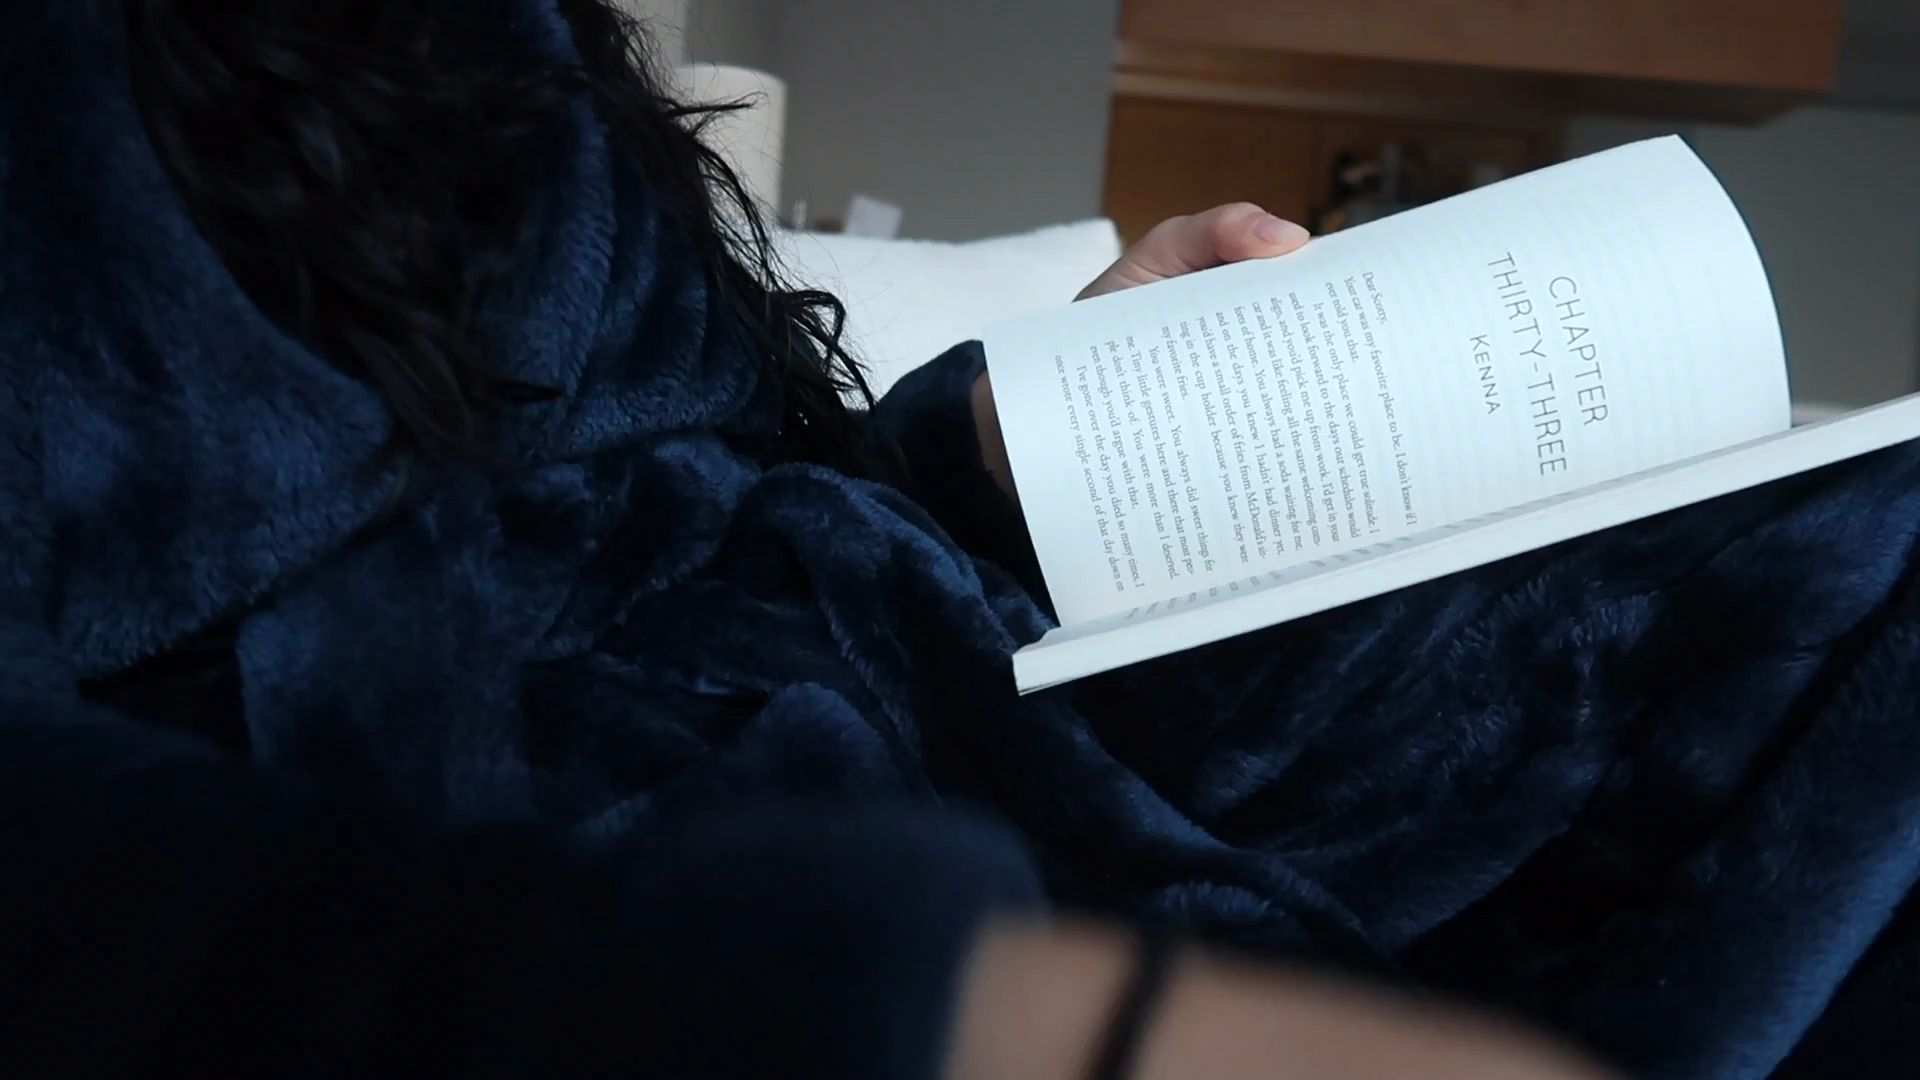 CHAPTER
THIRTY-THREE
KENNA
Dear Scotty,
Your car was my favorite place to be. I don't know if I
ever told you that.
It was the only place we could get true solitude. I
used to look forward to the days our schedules would
align, and you'd pick me up from work. I'd get in your
car and it was like feeling all the same welcoming com-
forts of home. You always had a soda waiting for me,
and on the days you knew I hadn't had dinner yet,
you'd have a small order of fries from McDonald's sit-
ting in the cup holder because you knew they were
my favorite fries.
You were sweet. You always did sweet things for
me. Tiny little gestures here and there that most peo-
ple don't think of. You were more than I deserved,
even though you'd argue with that.
I've gone over the day you died so many times. I
once wrote every single second of that day down on